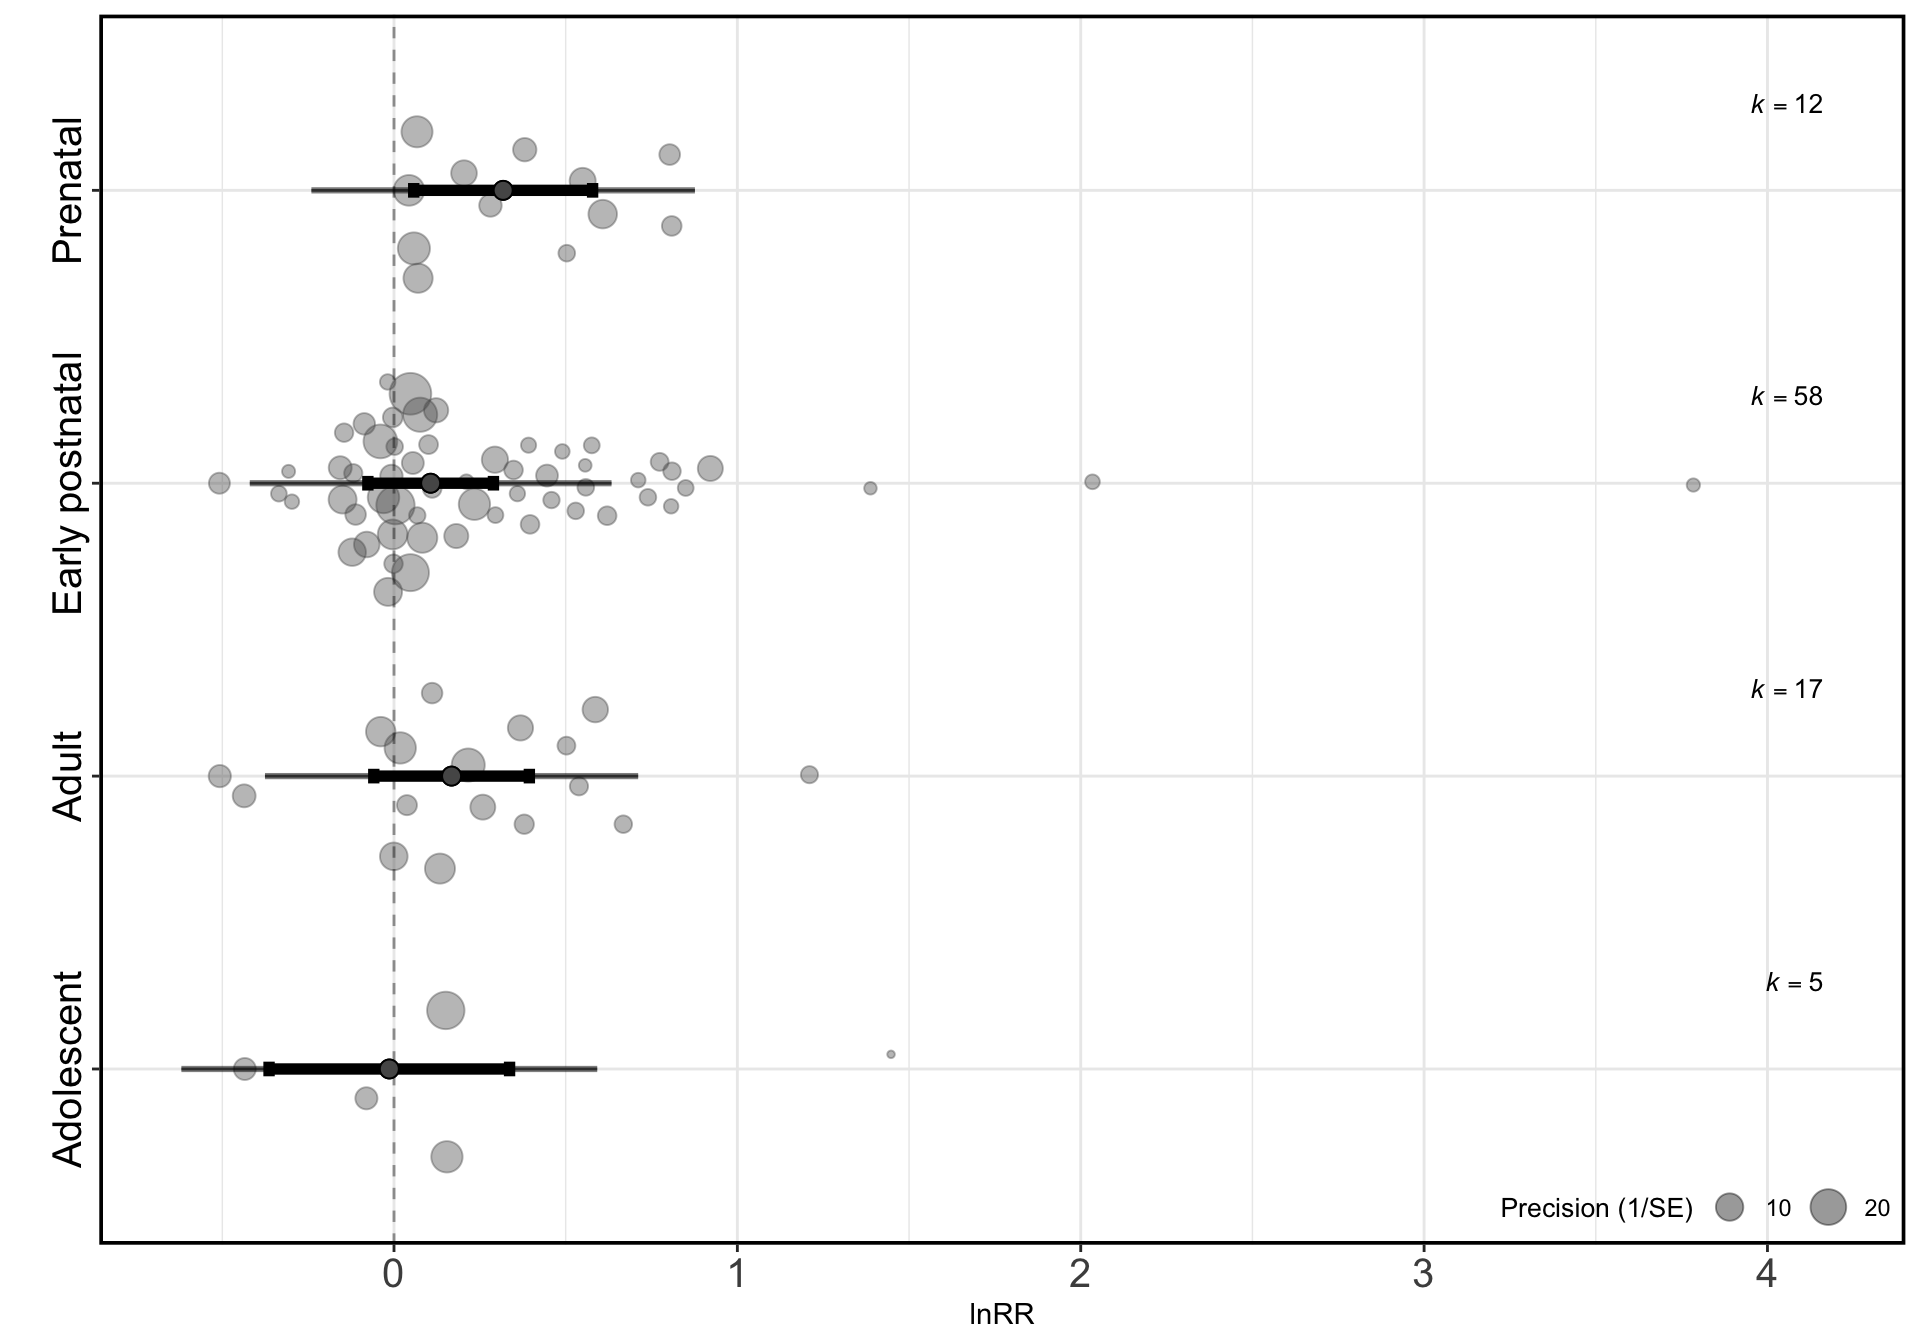 Prenatal
k = 12
Early postnatal
k = 58
Adult
k = 17
Adolescent
k = 5
Precision (1/SE) 10 20
0 1 2 3 4
lnRR